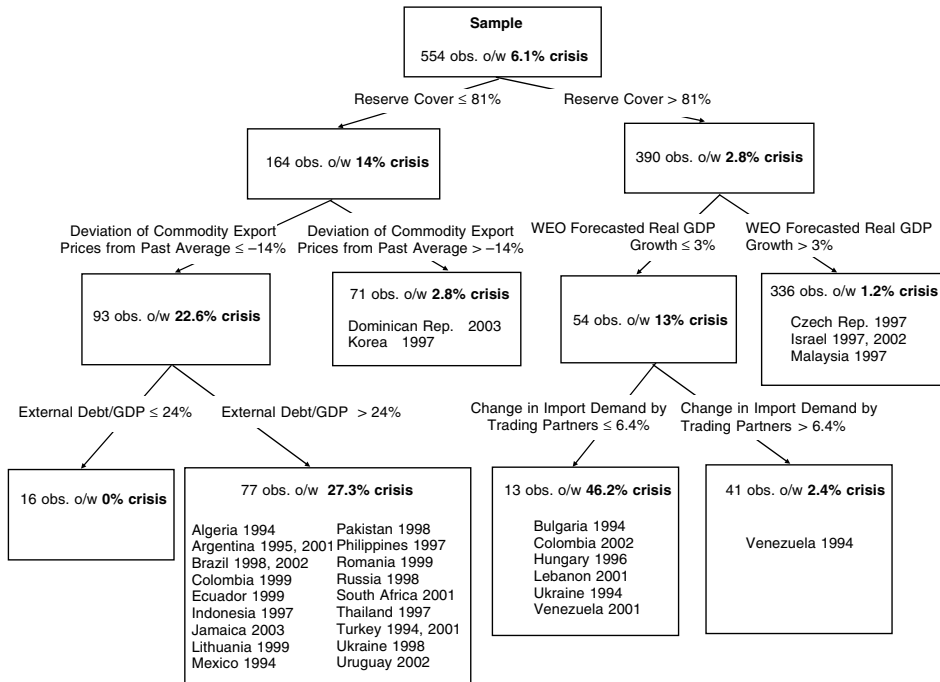 Sample
554 obs. o/w 6.1% crisis
Reserve Cover ≤ 81%
Reserve Cover > 81%
164 obs. o/w 14% crisis
390 obs. o/w 2.8% crisis
Deviation of Commodity Export
Prices from Past Average ≤ –14%
Deviation of Commodity Export
Prices from Past Average > –14%
WEO Forecasted Real GDP
Growth ≤ 3%
WEO Forecasted Real GDP
Growth > 3%
93 obs. o/w 22.6% crisis
71 obs. o/w 2.8% crisis
Dominican Rep. 2003
Korea 1997
54 obs. o/w 13% crisis
336 obs. o/w 1.2% crisis
Czech Rep. 1997
Israel 1997, 2002
Malaysia 1997
External Debt/GDP ≤ 24%
External Debt/GDP > 24%
Change in Import Demand by
Trading Partners ≤ 6.4%
Change in Import Demand by
Trading Partners > 6.4%
16 obs. o/w 0% crisis
77 obs. o/w 27.3% crisis
Algeria 1994
Argentina 1995, 2001
Brazil 1998, 2002
Colombia 1999
Ecuador 1999
Indonesia 1997
Jamaica 2003
Lithuania 1999
Mexico 1994
Pakistan 1998
Philippines 1997
Romania 1999
Russia 1998
South Africa 2001
Thailand 1997
Turkey 1994, 2001
Ukraine 1998
Uruguay 2002
13 obs. o/w 46.2% crisis
Bulgaria 1994
Colombia 2002
Hungary 1996
Lebanon 2001
Ukraine 1994
Venezuela 2001
41 obs. o/w 2.4% crisis
Venezuela 1994